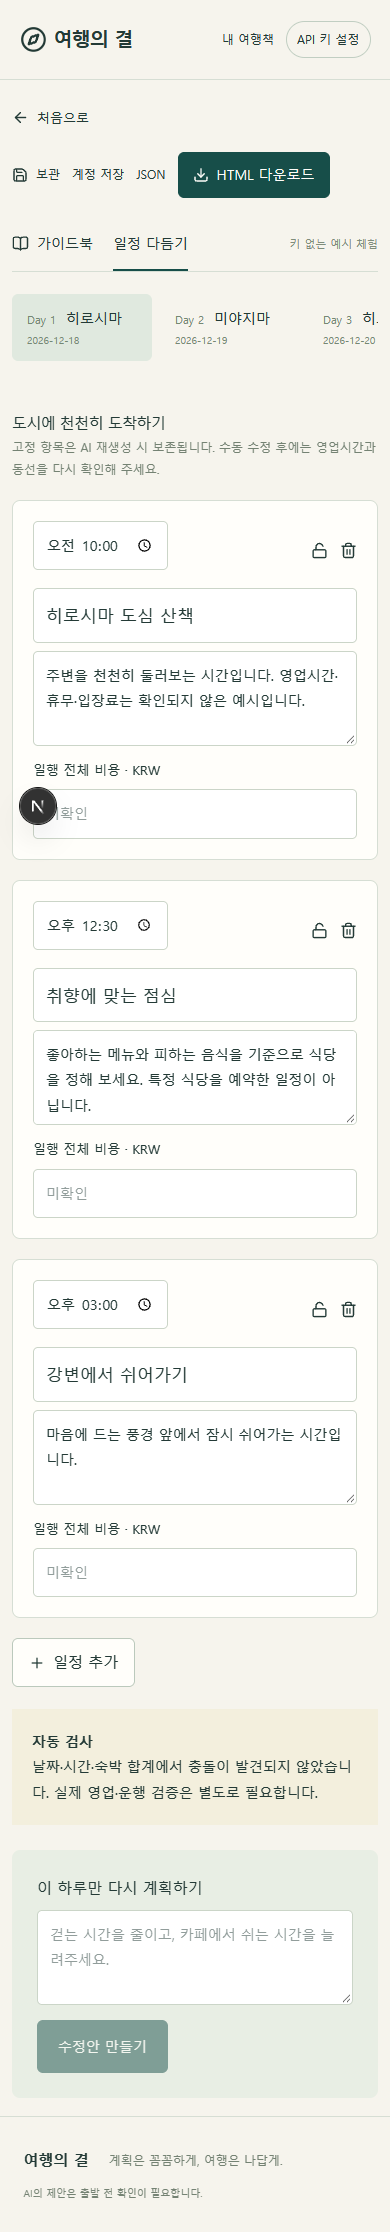 여행의 결
내 여행책
API 키 설정
처음으로
보관
계정 저장
JSON
HTML 다운로드
가이드북
일정 다듬기
키 없는 예시 체험
Day 1 히로시마
2026-12-18
Day 2 미야지마
2026-12-19
Day 3
2026-12-20
도시에 천천히 도착하기
고정 항목은 AI 재생성 시 보존됩니다. 수동 수정 후에는 영업시간과
동선을 다시 확인해 주세요.
오전 10:00
히로시마 도심 산책
주변을 천천히 둘러보는 시간입니다. 영업시간·
휴무·입장료는 확인되지 않은 예시입니다.
일행 전체 비용 · KRW
N
확인
오후 12:30
취향에 맞는 점심
좋아하는 메뉴와 피하는 음식을 기준으로 식당
을 정해 보세요. 특정 식당을 예약한 일정이 아
닙니다.
일행 전체 비용 · KRW
미확인
오후 03:00
강변에서 쉬어가기
마음에 드는 풍경 앞에서 잠시 쉬어가는 시간입
니다.
일행 전체 비용 · KRW
미확인
일정 추가
자동 검사
날짜·시간·숙박 합계에서 충돌이 발견되지 않았습니
다. 실제 영업·운행 검증은 별도로 필요합니다.
이 하루만 다시 계획하기
걷는 시간을 줄이고, 카페에서 쉬는 시간을 늘
려주세요.
수정안 만들기
여행의 결
계획은 꼼꼼하게, 여행은 나답게.
AI의 제안은 출발 전 확인이 필요합니다.